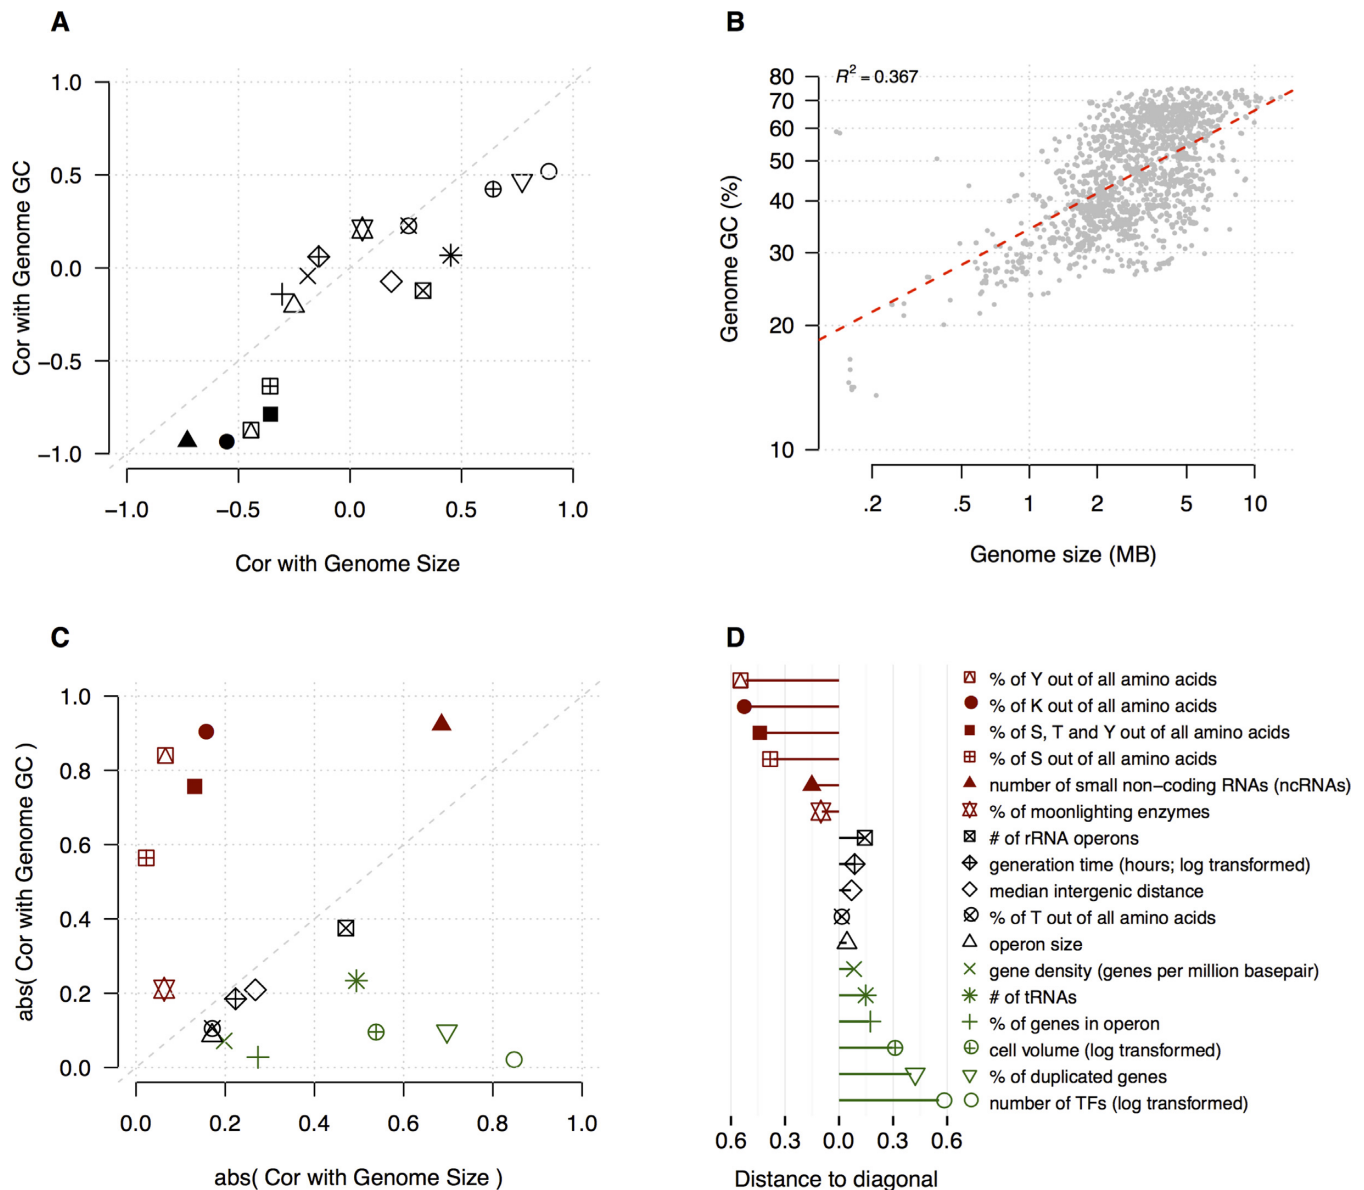 A
Cor with Genome GC
1.0
0.5
0.0
−0.5
−1.0
−1.0 −0.5 0.0 0.5 1.0
Cor with Genome Size
B
R² = 0.367
Genome GC (%)
80
70
60
50
40
30
20
10
.2 .5 1 2 5 10
Genome size (MB)
C
abs( Cor with Genome GC )
1.0
0.8
0.6
0.4
0.2
0.0
0.0 0.2 0.4 0.6 0.8 1.0
abs( Cor with Genome Size )
D
% of Y out of all amino acids
% of K out of all amino acids
% of S, T and Y out of all amino acids
% of S out of all amino acids
number of small non−coding RNAs (ncRNAs)
% of moonlighting enzymes
# of rRNA operons
generation time (hours; log transformed)
median intergenic distance
% of T out of all amino acids
operon size
gene density (genes per million basepair)
# of tRNAs
% of genes in operon
cell volume (log transformed)
% of duplicated genes
number of TFs (log transformed)
0.6 0.3 0.0 0.3 0.6
Distance to diagonal